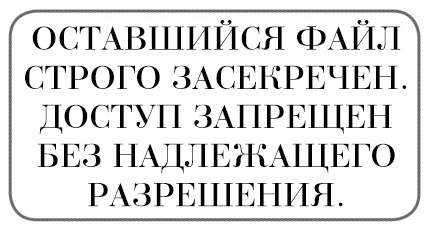 ОСТАВШИЙСЯ ФАЙЛ
СТРОГО ЗАСЕКРЕЧЕН.
ДОСТУП ЗАПРЕЩЕН
БЕЗ НАДЛЕЖАЩЕГО
РАЗРЕШЕНИЯ.